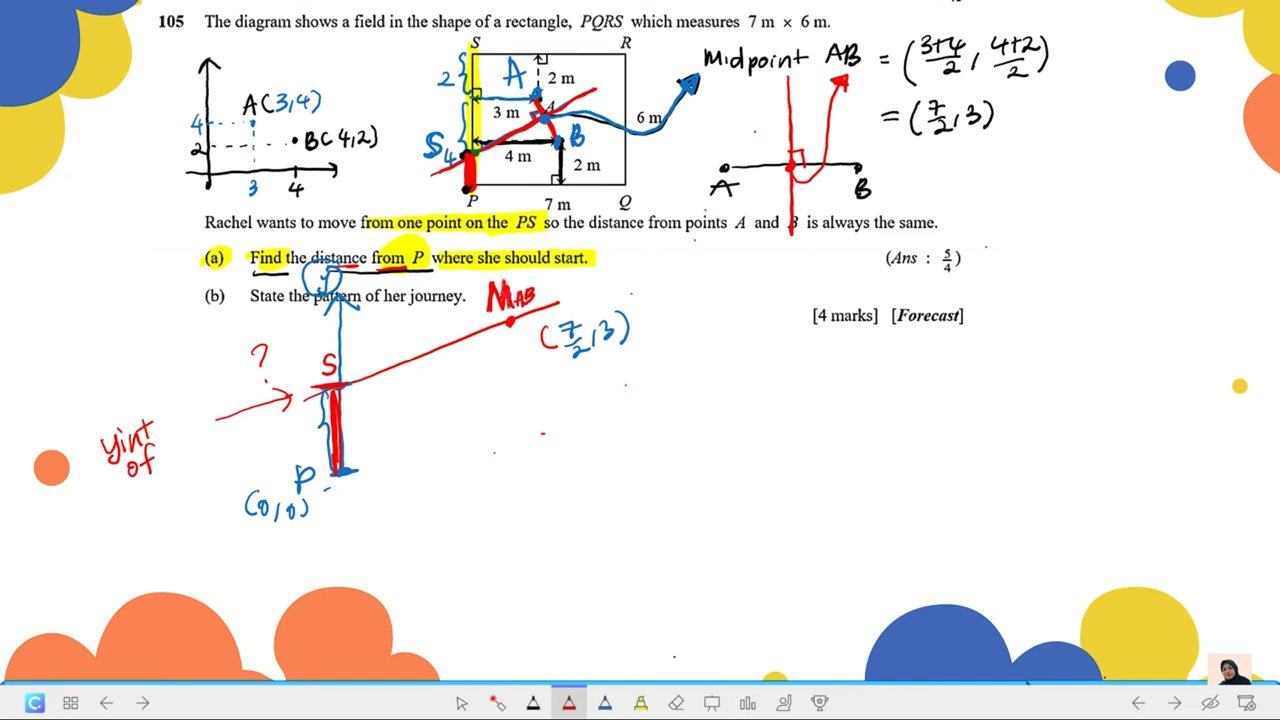 105 The diagram shows a field in the shape of a rectangle, PQRS which measures 7 m × 6 m.
S R
A 2 m
2
3 m A
6 m
S 4 B
4 m
2 m
P 7 m Q
A(3,4)
4
B(4,2)
2
3 4
Midpoint AB = (3+4/2, 4+2/2)
= (7/2, 3)
A B
Rachel wants to move from one point on the PS so the distance from points A and B is always the same.
(a) Find the distance from P where she should start. (Ans : 5/4)
(b) State the pattern of her journey.
[4 marks] [Forecast]
MAB
(7/2, 3)
?
S
yint
of
P
(0,0)